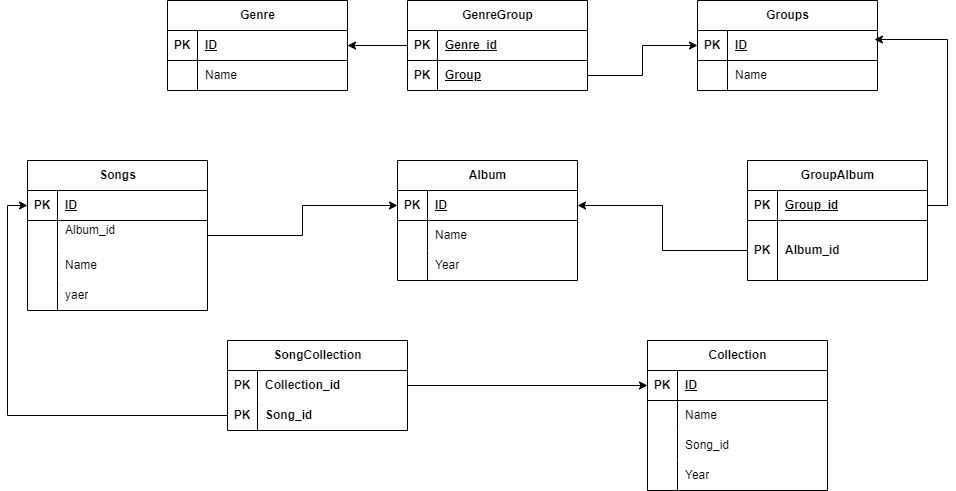 Genre
PK ID
Name
GenreGroup
PK Genre_id
PK Group
Groups
PK ID
Name
Songs
PK ID
Album_id
Name
yaer
Album
PK ID
Name
Year
GroupAlbum
PK Group_id
PK Album_id
SongCollection
PK Collection_id
PK Song_id
Collection
PK ID
Name
Song_id
Year